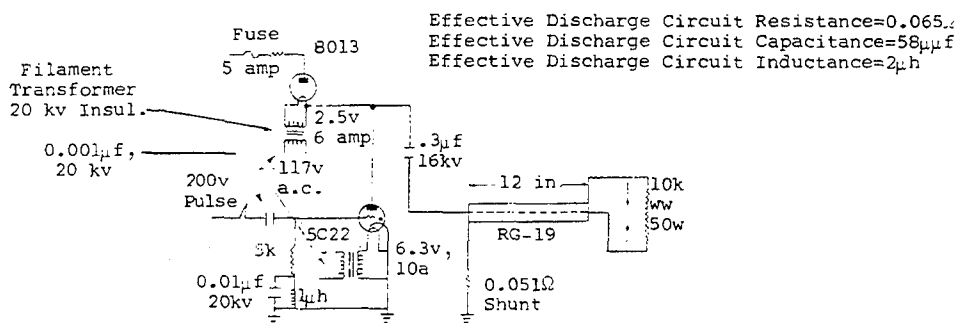 Effective Discharge Circuit Resistance=0.065
Effective Discharge Circuit Capacitance=58μμf
Effective Discharge Circuit Inductance=2μh
Fuse
5 amp
8013
Filament
Transformer
20 kv Insul.
2.5v
6 amp
.3μf
16kv
0.001μf,
20 kv
117v
a.c.
200v
Pulse
12 in
10k
ww
50w
RG-19
5C22
5k
6.3v,
10a
0.01μf
20kv
1μh
0.051Ω
Shunt